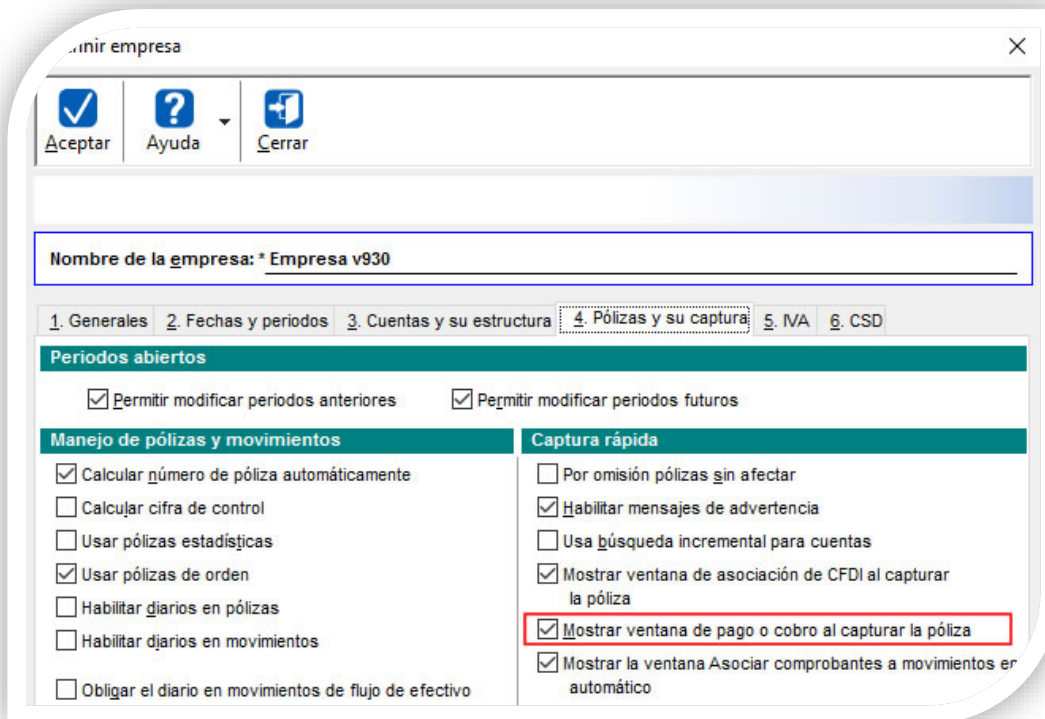 empresa
Aceptar Ayuda Cerrar
Nombre de la empresa: * Empresa v930
1. Generales 2. Fechas y periodos 3. Cuentas y su estructura 4. Pólizas y su captura 5. IVA 6. CSD
Periodos abiertos
Permitir modificar periodos anteriores Permitir modificar periodos futuros
Manejo de pólizas y movimientos Captura rápida
Calcular número de póliza automáticamente Por omisión pólizas sin afectar
Calcular cifra de control Habilitar mensajes de advertencia
Usar pólizas estadísticas Usa búsqueda incremental para cuentas
Usar pólizas de orden Mostrar ventana de asociación de CFDI al capturar
la póliza
Habilitar diarios en pólizas
Mostrar ventana de pago o cobro al capturar la póliza
Habilitar diarios en movimientos
Mostrar la ventana Asociar comprobantes a movimientos en
Obligar el diario en movimientos de flujo de efectivo automático